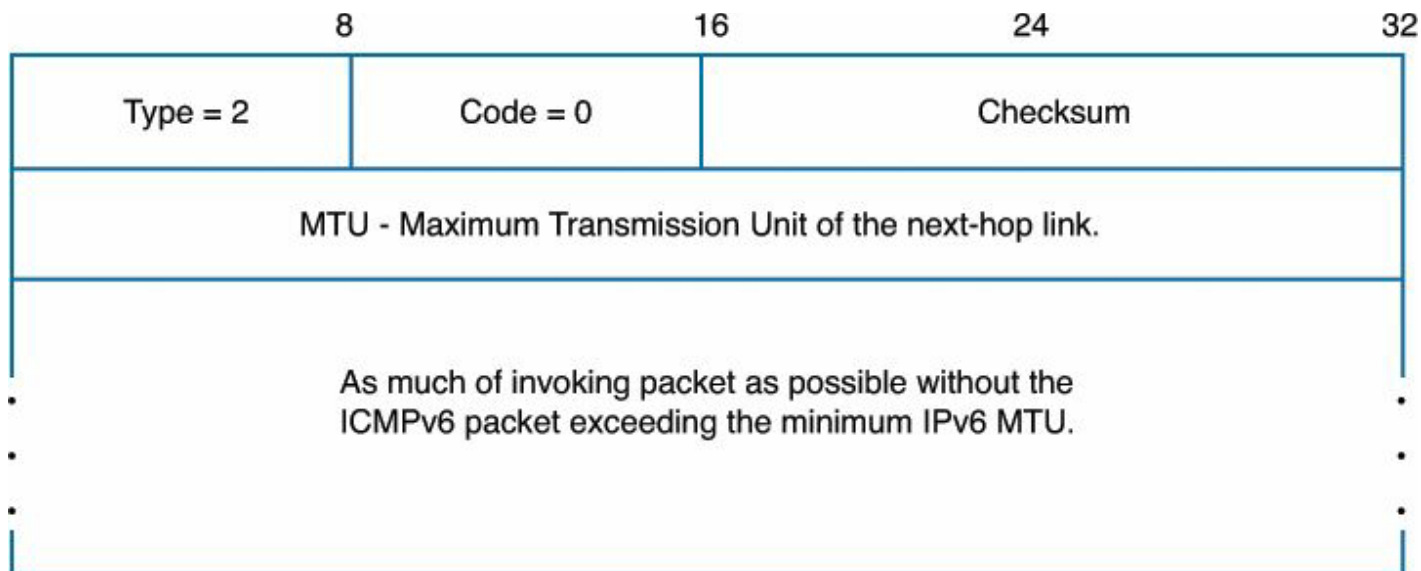 8 16 24 32
Type = 2 Code = 0 Checksum
MTU - Maximum Transmission Unit of the next-hop link.
As much of invoking packet as possible without the
ICMPv6 packet exceeding the minimum IPv6 MTU.